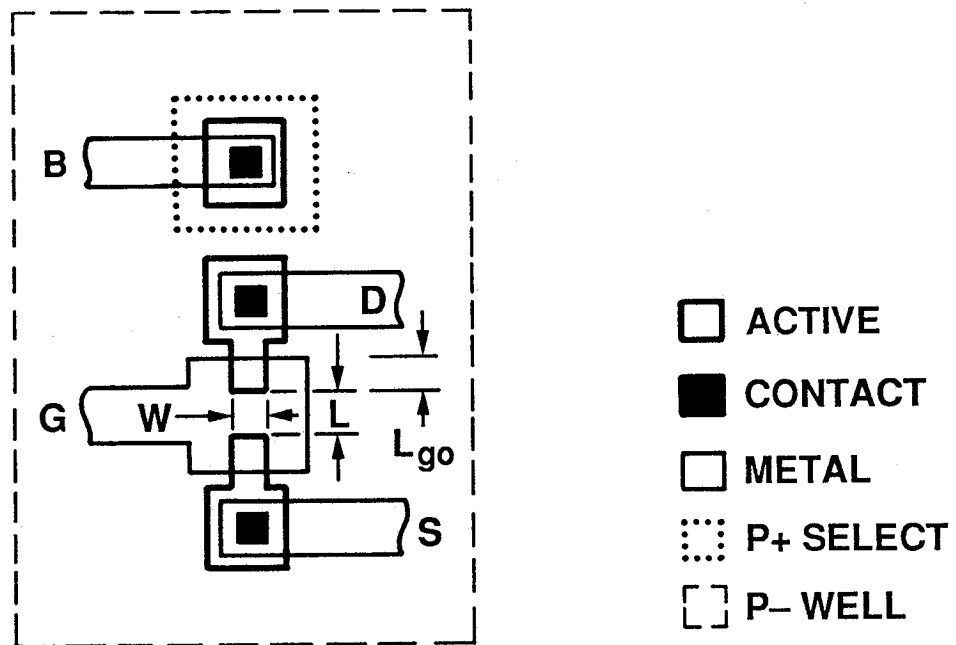 B
D
G
W
L
Lgo
S
ACTIVE
CONTACT
METAL
P+ SELECT
P– WELL